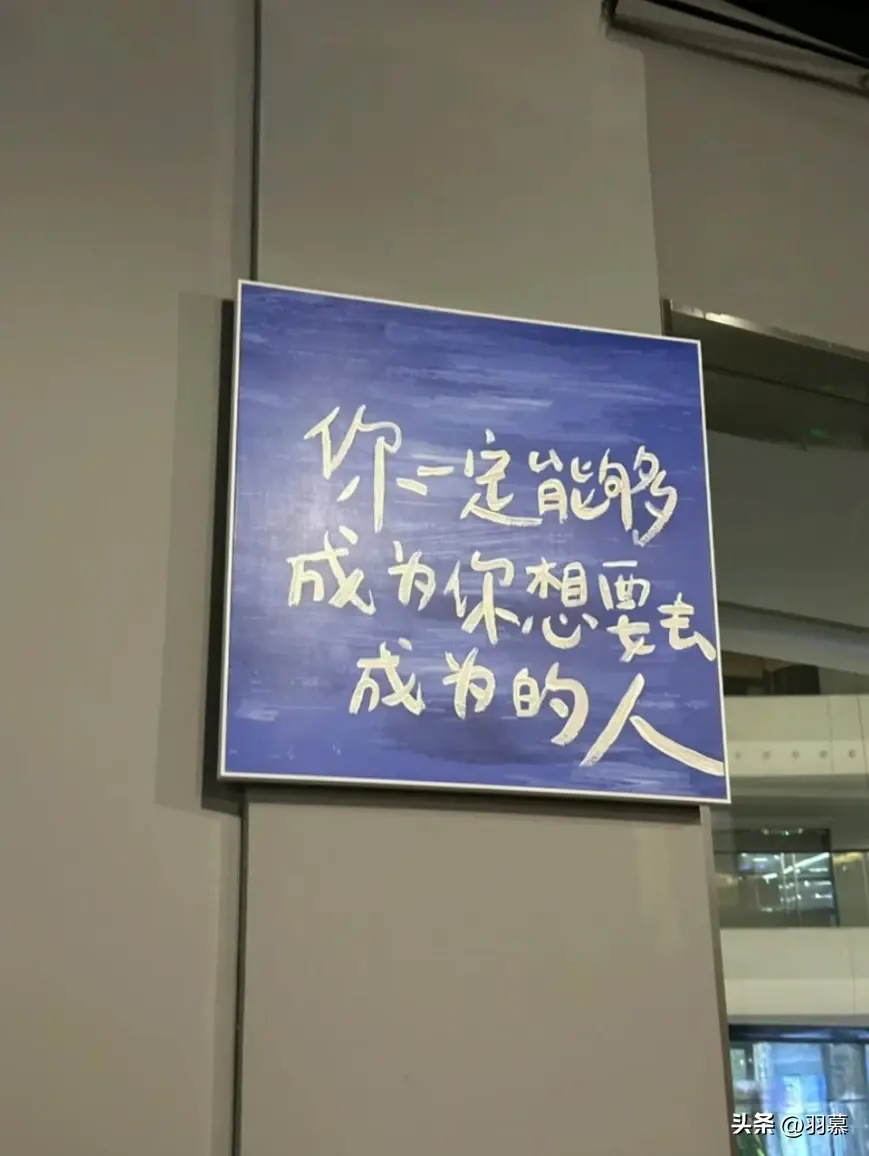 你一定能够
成为你想要去
成为的人
头条 @羽慕